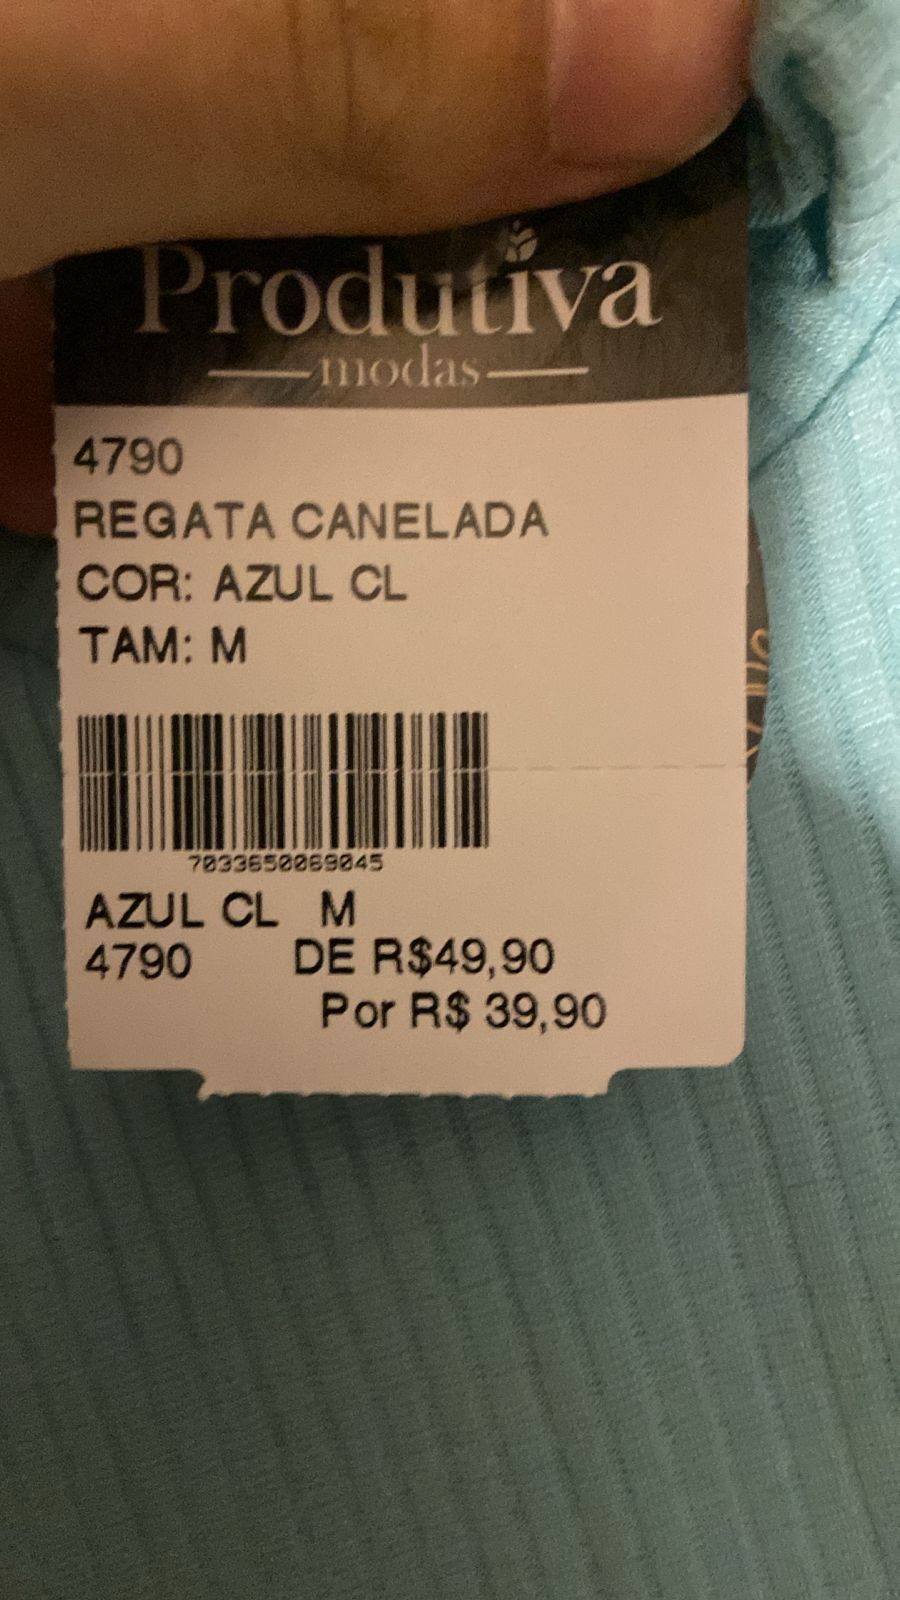 Produtiva
modas
4790
REGATA CANELADA
COR: AZUL CL
TAM: M
7033650069045
AZUL CL M
4790 DE R$49,90
Por R$ 39,90